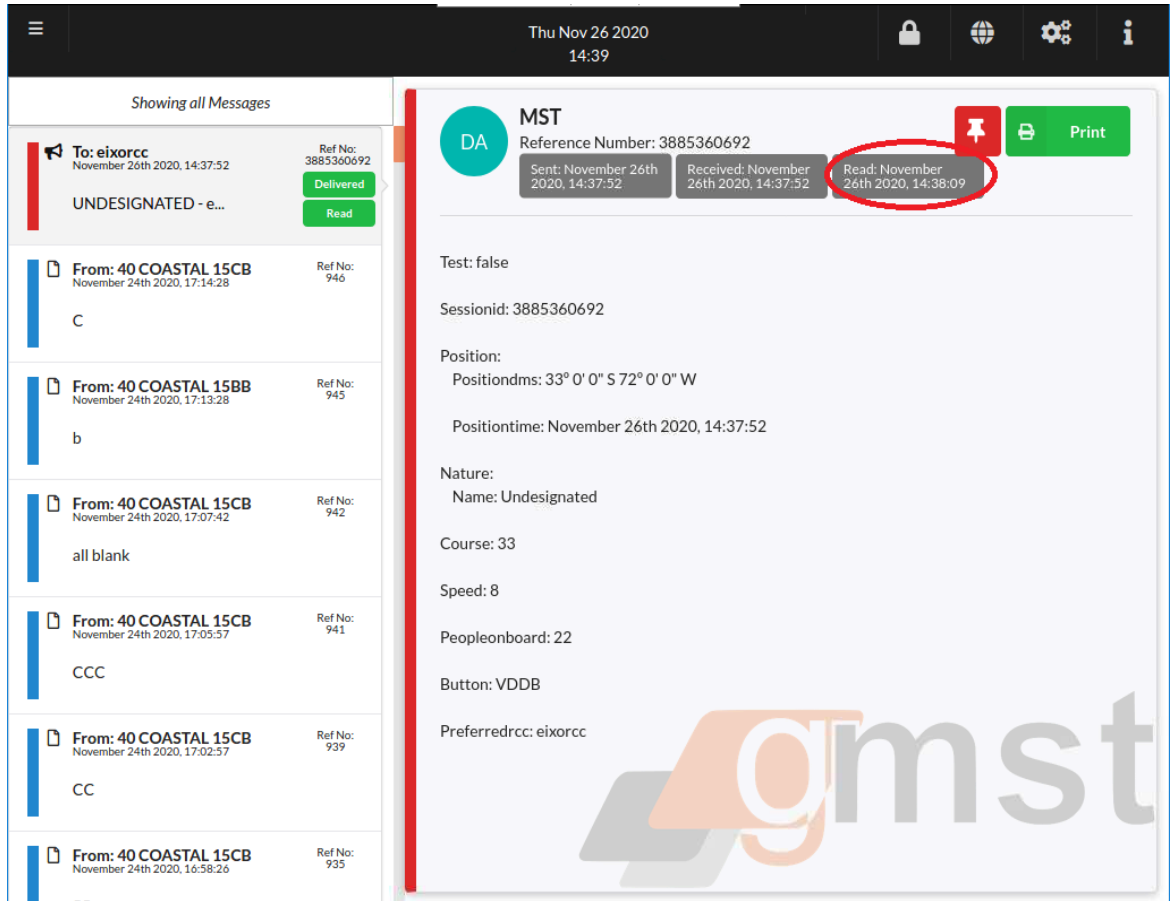 Thu Nov 26 2020
14:39
Showing all Messages
To: eixorcc
November 26th 2020, 14:37:52
Ref No:
3885360692
Delivered
UNDESIGNATED - e...
Read
From: 40 COASTAL 15CB
November 24th 2020, 17:14:28
Ref No:
946
C
From: 40 COASTAL 15BB
November 24th 2020, 17:13:28
Ref No:
945
b
From: 40 COASTAL 15CB
November 24th 2020, 17:07:42
Ref No:
942
all blank
From: 40 COASTAL 15CB
November 24th 2020, 17:05:57
Ref No:
941
CCC
From: 40 COASTAL 15CB
November 24th 2020, 17:02:57
Ref No:
939
CC
From: 40 COASTAL 15CB
November 24th 2020, 16:58:26
Ref No:
935
DA
MST
Reference Number: 3885360692
Sent: November 26th
2020, 14:37:52
Received: November
26th 2020, 14:37:52
Read: November
26th 2020, 14:38:09
Print
Test: false
Sessionid: 3885360692
Position:
Positiondms: 33° 0' 0" S 72° 0' 0" W
Positiontime: November 26th 2020, 14:37:52
Nature:
Name: Undesignated
Course: 33
Speed: 8
Peopleonboard: 22
Button: VDDB
Preferredrcc: eixorcc
gmst